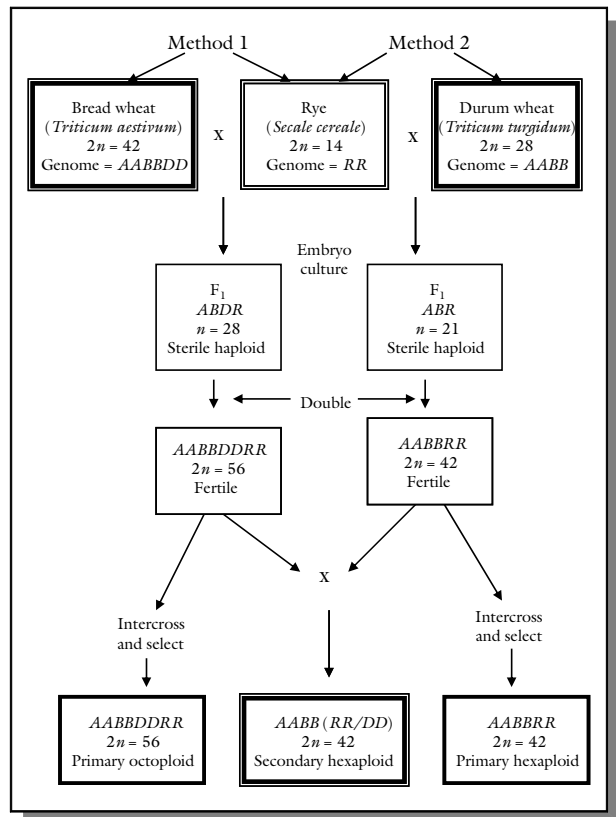 Method 1
Method 2
Bread wheat
(Triticum aestivum)
2n = 42
Genome = AABBDD
x
Rye
(Secale cereale)
2n = 14
Genome = RR
x
Durum wheat
(Triticum turgidum)
2n = 28
Genome = AABB
Embryo
culture
F₁
ABDR
n = 28
Sterile haploid
F₁
ABR
n = 21
Sterile haploid
Double
AABBDDRR
2n = 56
Fertile
AABBRR
2n = 42
Fertile
x
Intercross
and select
Intercross
and select
AABBDDRR
2n = 56
Primary octoploid
AABB (RR/DD)
2n = 42
Secondary hexaploid
AABBRR
2n = 42
Primary hexaploid